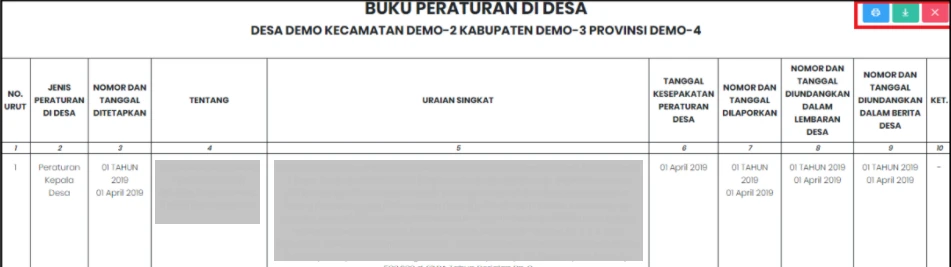 BUKU PERATURAN DI DESA
DESA DEMO KECAMATAN DEMO-2 KABUPATEN DEMO-3 PROVINSI DEMO-4
NO. URUT
JENIS PERATURAN DI DESA
NOMOR DAN TANGGAL DITETAPKAN
TENTANG
URAIAN SINGKAT
TANGGAL KESEPAKATAN PERATURAN DESA
NOMOR DAN TANGGAL DILAPORKAN
NOMOR DAN TANGGAL DIUNDANGKAN DALAM LEMBARAN DESA
NOMOR DAN TANGGAL DIUNDANGKAN DALAM BERITA DESA
KET.
1 2 3 4 5 6 7 8 9 10
1
Peraturan Kepala Desa
01 TAHUN 2019
01 April 2019
01 April 2019
01 TAHUN 2019
01 April 2019
01 TAHUN 2019
01 April 2019
01 TAHUN 2019
01 April 2019
-